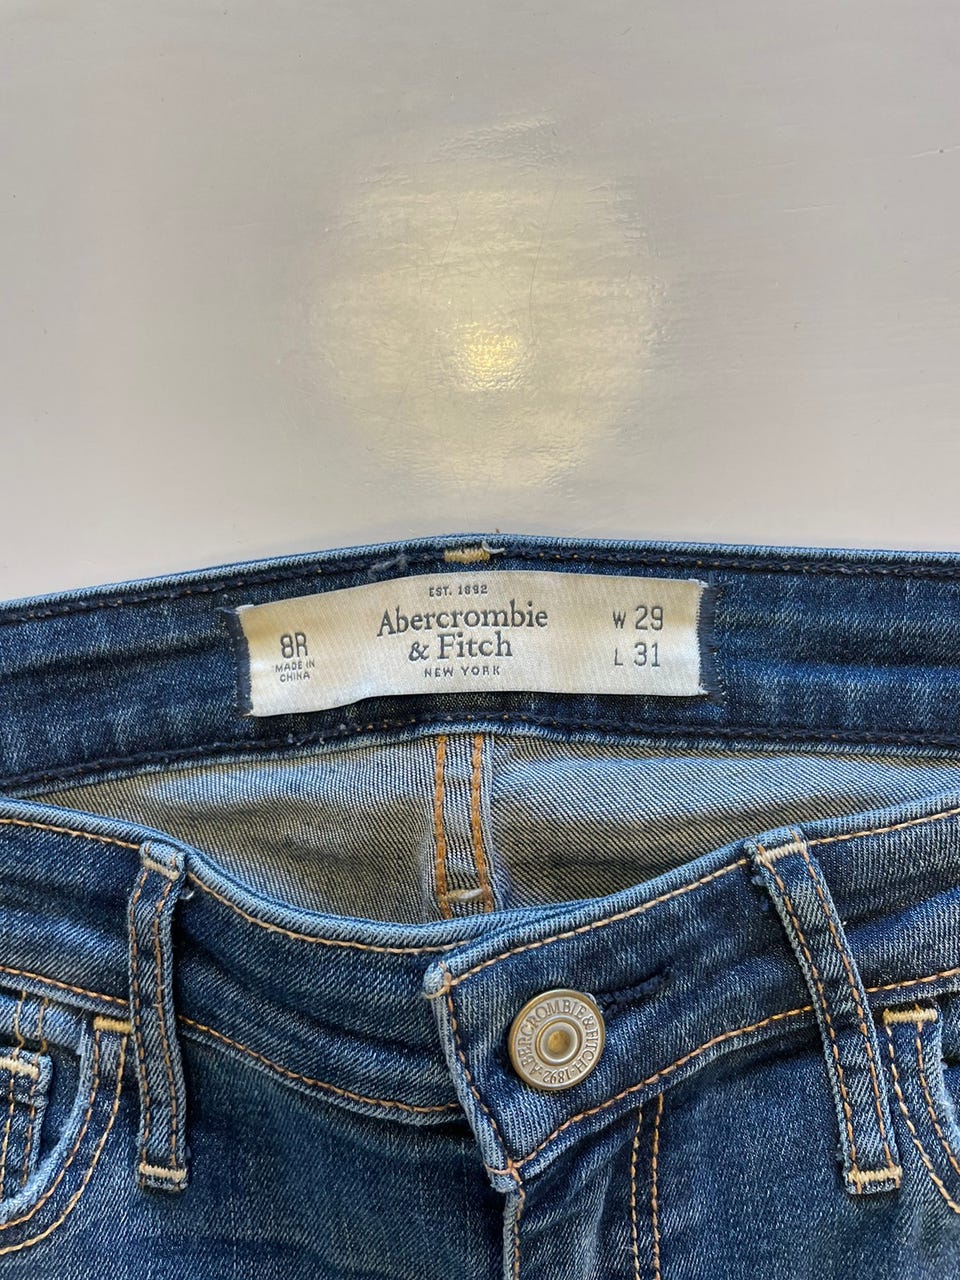 EST. 1892
Abercrombie
& Fitch
NEW YORK
8R
MADE IN
CHINA
W 29
L 31
ABERCROMBIE & FITCH · 1892 ·